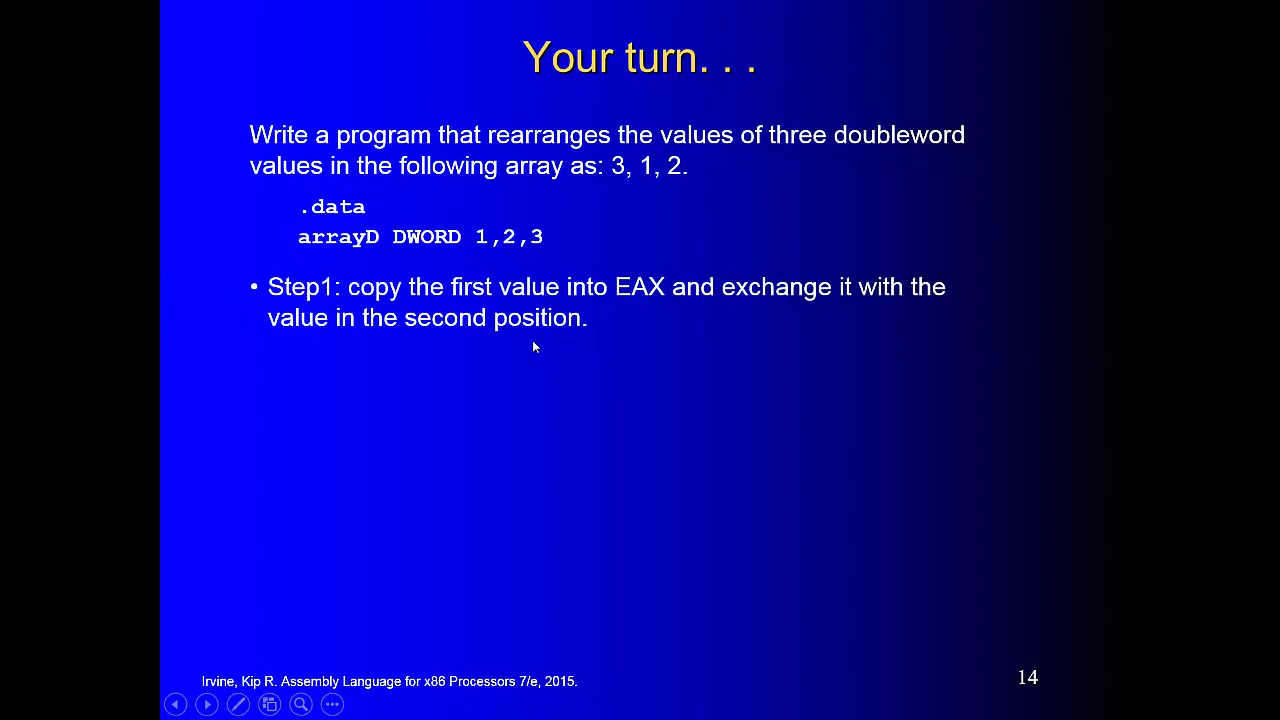 Your turn. . .
Write a program that rearranges the values of three doubleword
values in the following array as: 3, 1, 2.
.data
arrayD DWORD 1,2,3
• Step1: copy the first value into EAX and exchange it with the
value in the second position.
Irvine, Kip R. Assembly Language for x86 Processors 7/e, 2015.
14